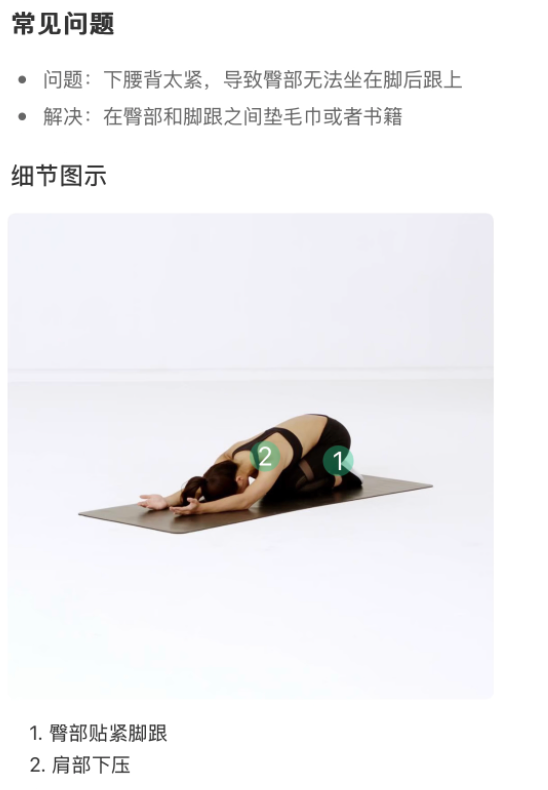 常见问题
问题：下腰背太紧，导致臀部无法坐在脚后跟上
解决：在臀部和脚跟之间垫毛巾或者书籍
细节图示
2
1
1. 臀部贴紧脚跟
2. 肩部下压